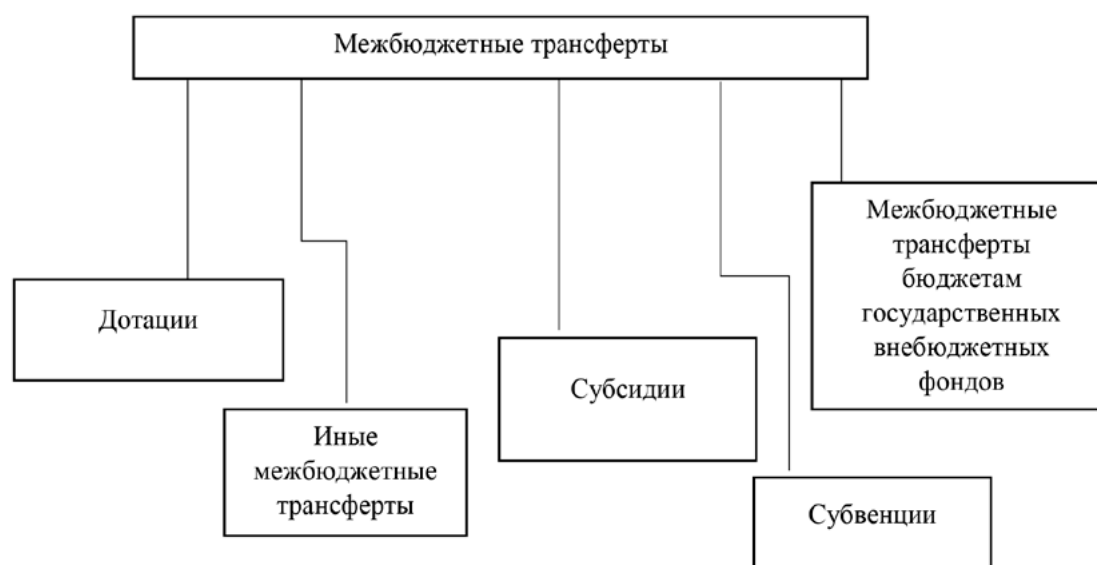 Межбюджетные трансферты
Дотации
Иные
межбюджетные
трансферты
Субсидии
Субвенции
Межбюджетные
трансферты
бюджетам
государственных
внебюджетных
фондов